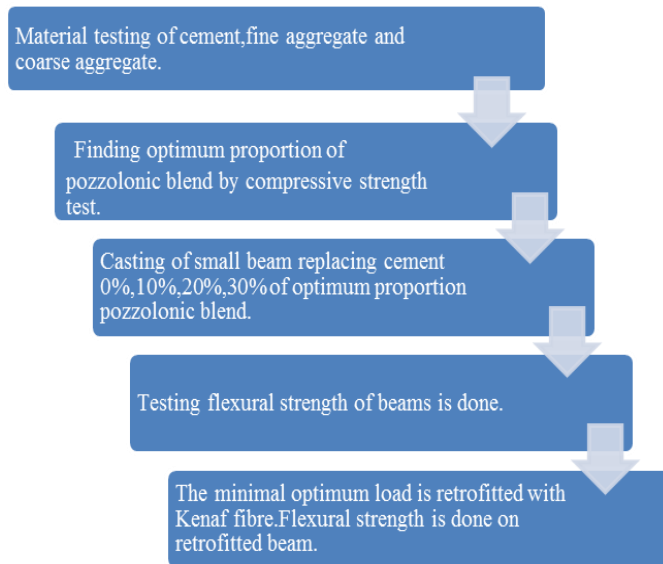 Material testing of cement,fine aggregate and
coarse aggregate.
Finding optimum proportion of
pozzolonic blend by compressive strength
test.
Casting of small beam replacing cement
0%,10%,20%,30% of optimum proportion
pozzolonic blend.
Testing flexural strength of beams is done.
The minimal optimum load is retrofitted with
Kenaf fibre.Flexural strength is done on
retrofitted beam.